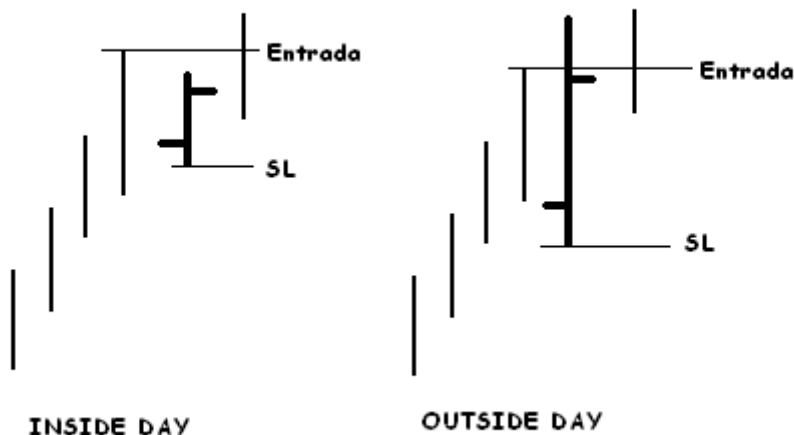 Entrada
SL
INSIDE DAY
Entrada
SL
OUTSIDE DAY